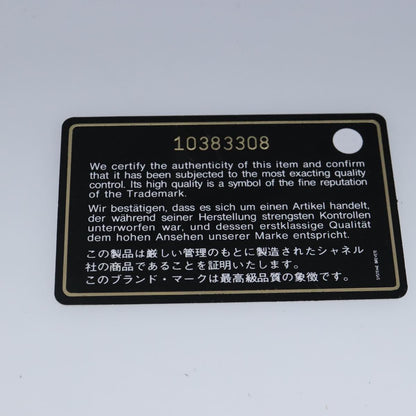 10383308
We certify the authenticity of this item and confirm
that it has been subjected to the most exacting quality
control. Its high quality is a symbol of the fine reputation
of the Trademark.
Wir bestätigen, dass es sich um einen Artikel handelt,
der während seiner Herstellung strengsten Kontrollen
unterworfen war, und dessen erstklassige Qualität
dem hohen Ansehen unserer Marke entspricht.
この製品は厳しい管理のもとに製造されたシャネル
社の商品であることを証明いたします。
このブランド・マークは最高級品質の象徴です。